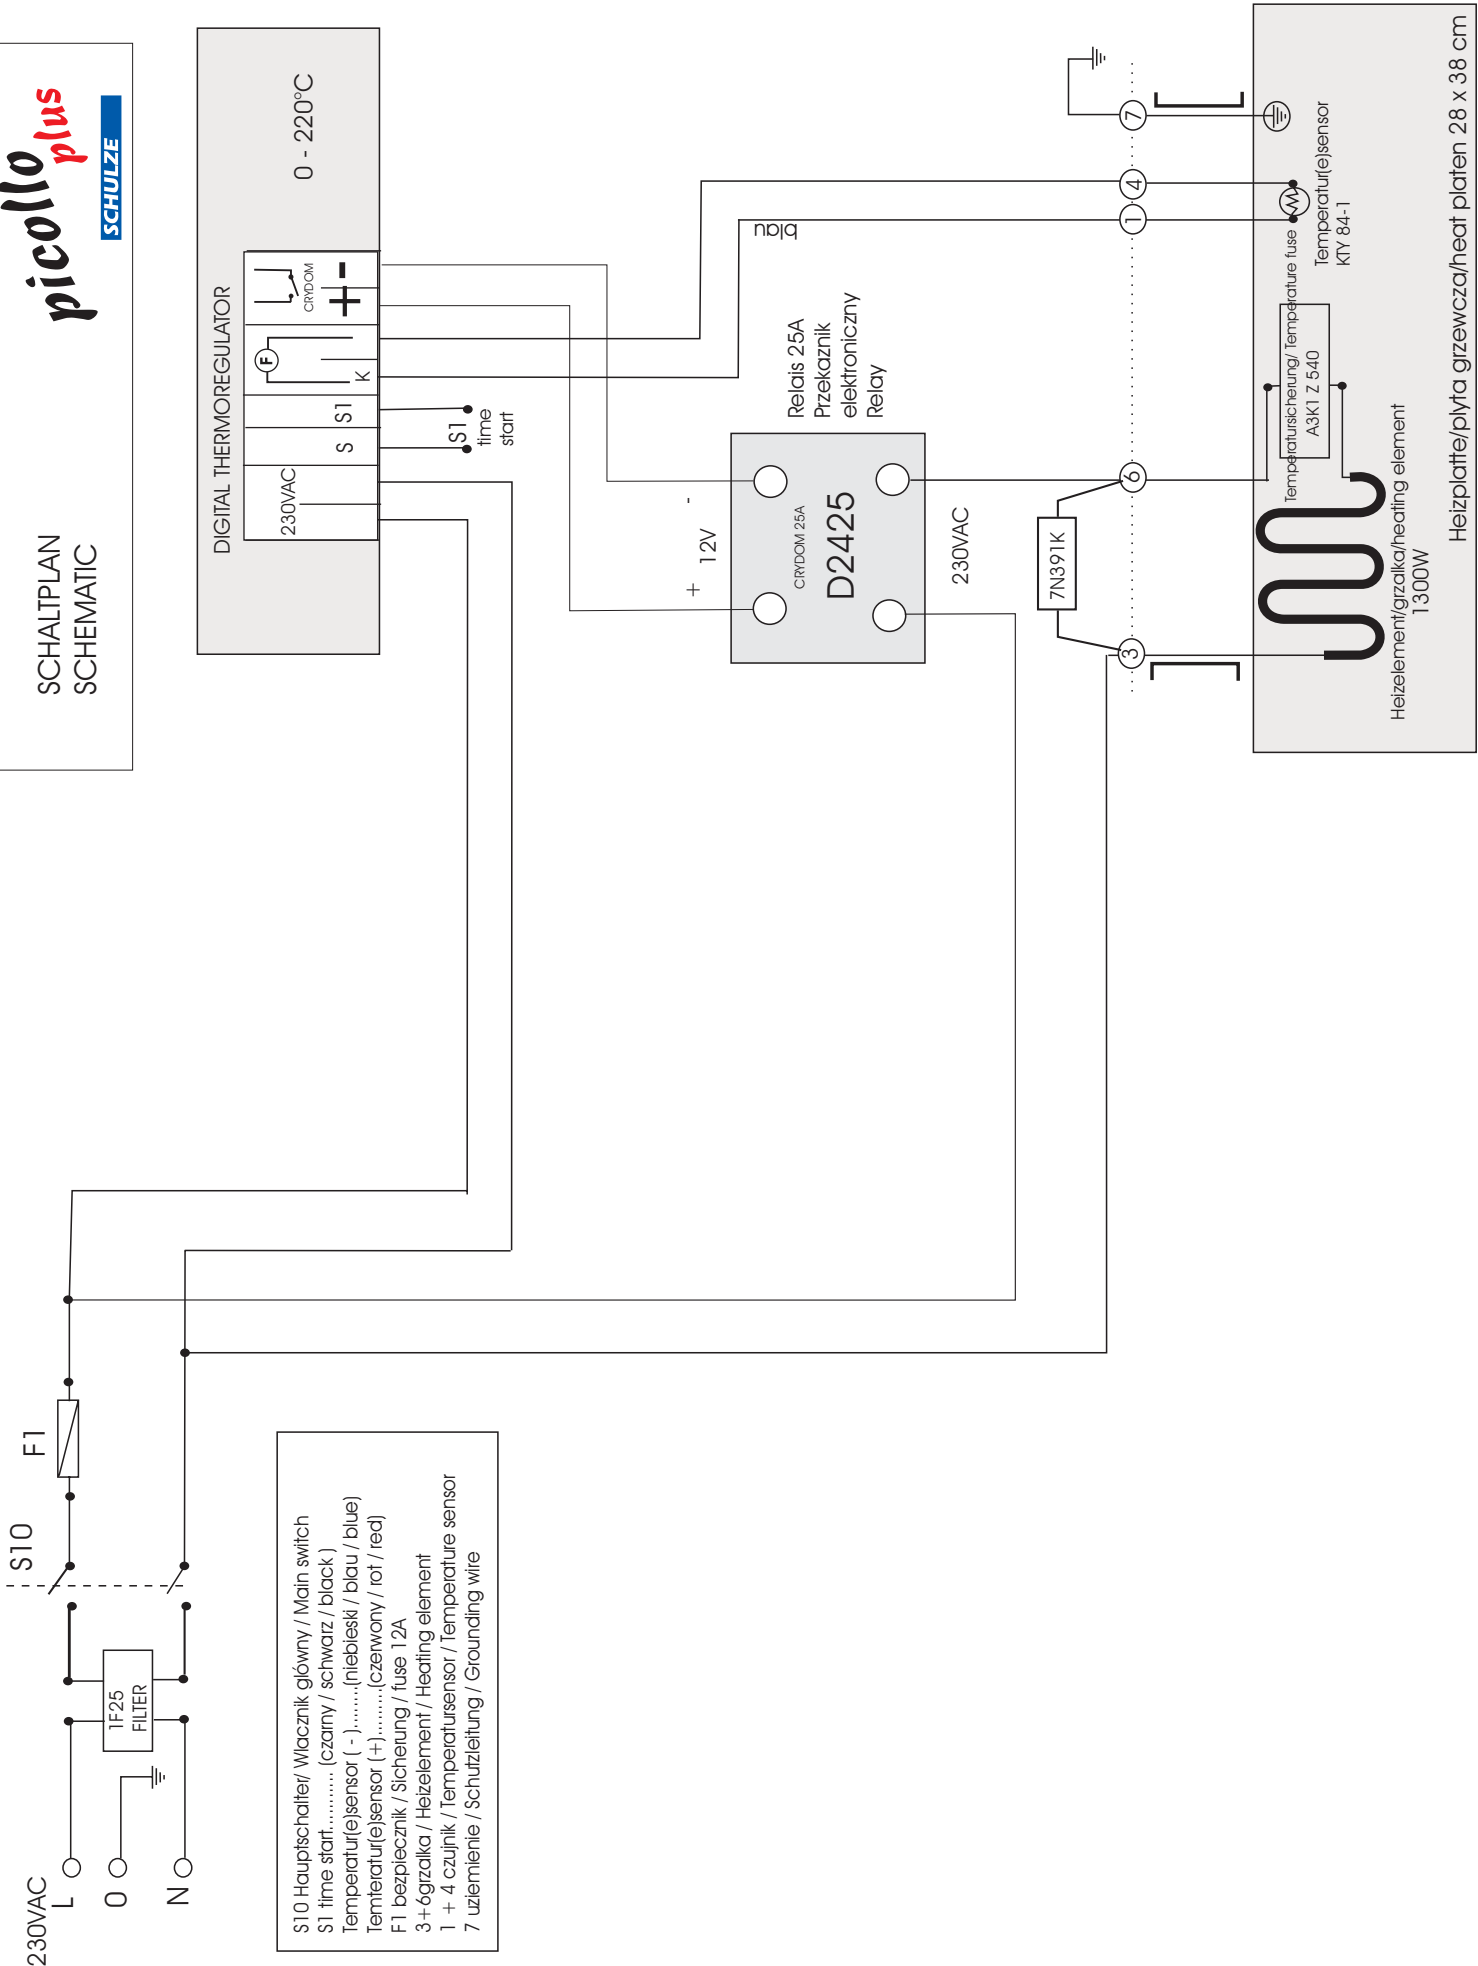 230VAC
L
O
N
1F25
FILTER
S10
F1
S10 Hauptschalter/ Wlacznik glówny / Main switch
S1 time start........... (czarny / schwarz / black )
Temperatur(e)sensor ( - ).......(niebieski / blau / blue)
Temteratur(e)sensor (+)........(czerwony / rot / red)
F1 bezpiecznik / Sicherung / fuse 12A
3+6grzalka / Heizelement / Heating element
1 + 4 czujnik / Temperatursensor / Temperature sensor
7 uziemienie / Schutzleitung / Grounding wire
SCHALTPLAN
SCHEMATIC
picollo
plus
SCHULZE
DIGITAL THERMOREGULATOR
0 - 220°C
230VAC
S
S1
K
F
CRYDOM
+
-
S1
time
start
+
12V
-
CRYDOM 25A
D2425
230VAC
Relais 25A
Przekaznik
elektroniczny
Relay
blau
7N391K
3
6
1
4
7
Temperatursicherung/ Temperature fuse
A3K1 Z 540
Temperatur(e)sensor
KTY 84-1
Heizelement/grzalka/heating element
1300W
Heizplatte/plyta grzewcza/heat platen 28 x 38 cm